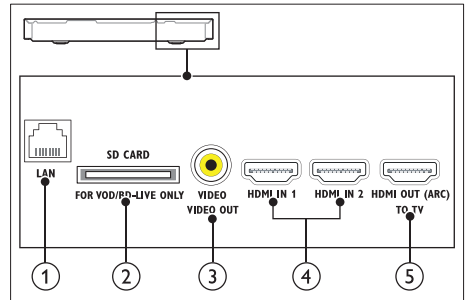 LAN
SD CARD
FOR VOD/BD-LIVE ONLY
VIDEO
VIDEO OUT
HDMI IN 1
HDMI IN 2
HDMI OUT (ARC)
TO TV
1
2
3
4
5